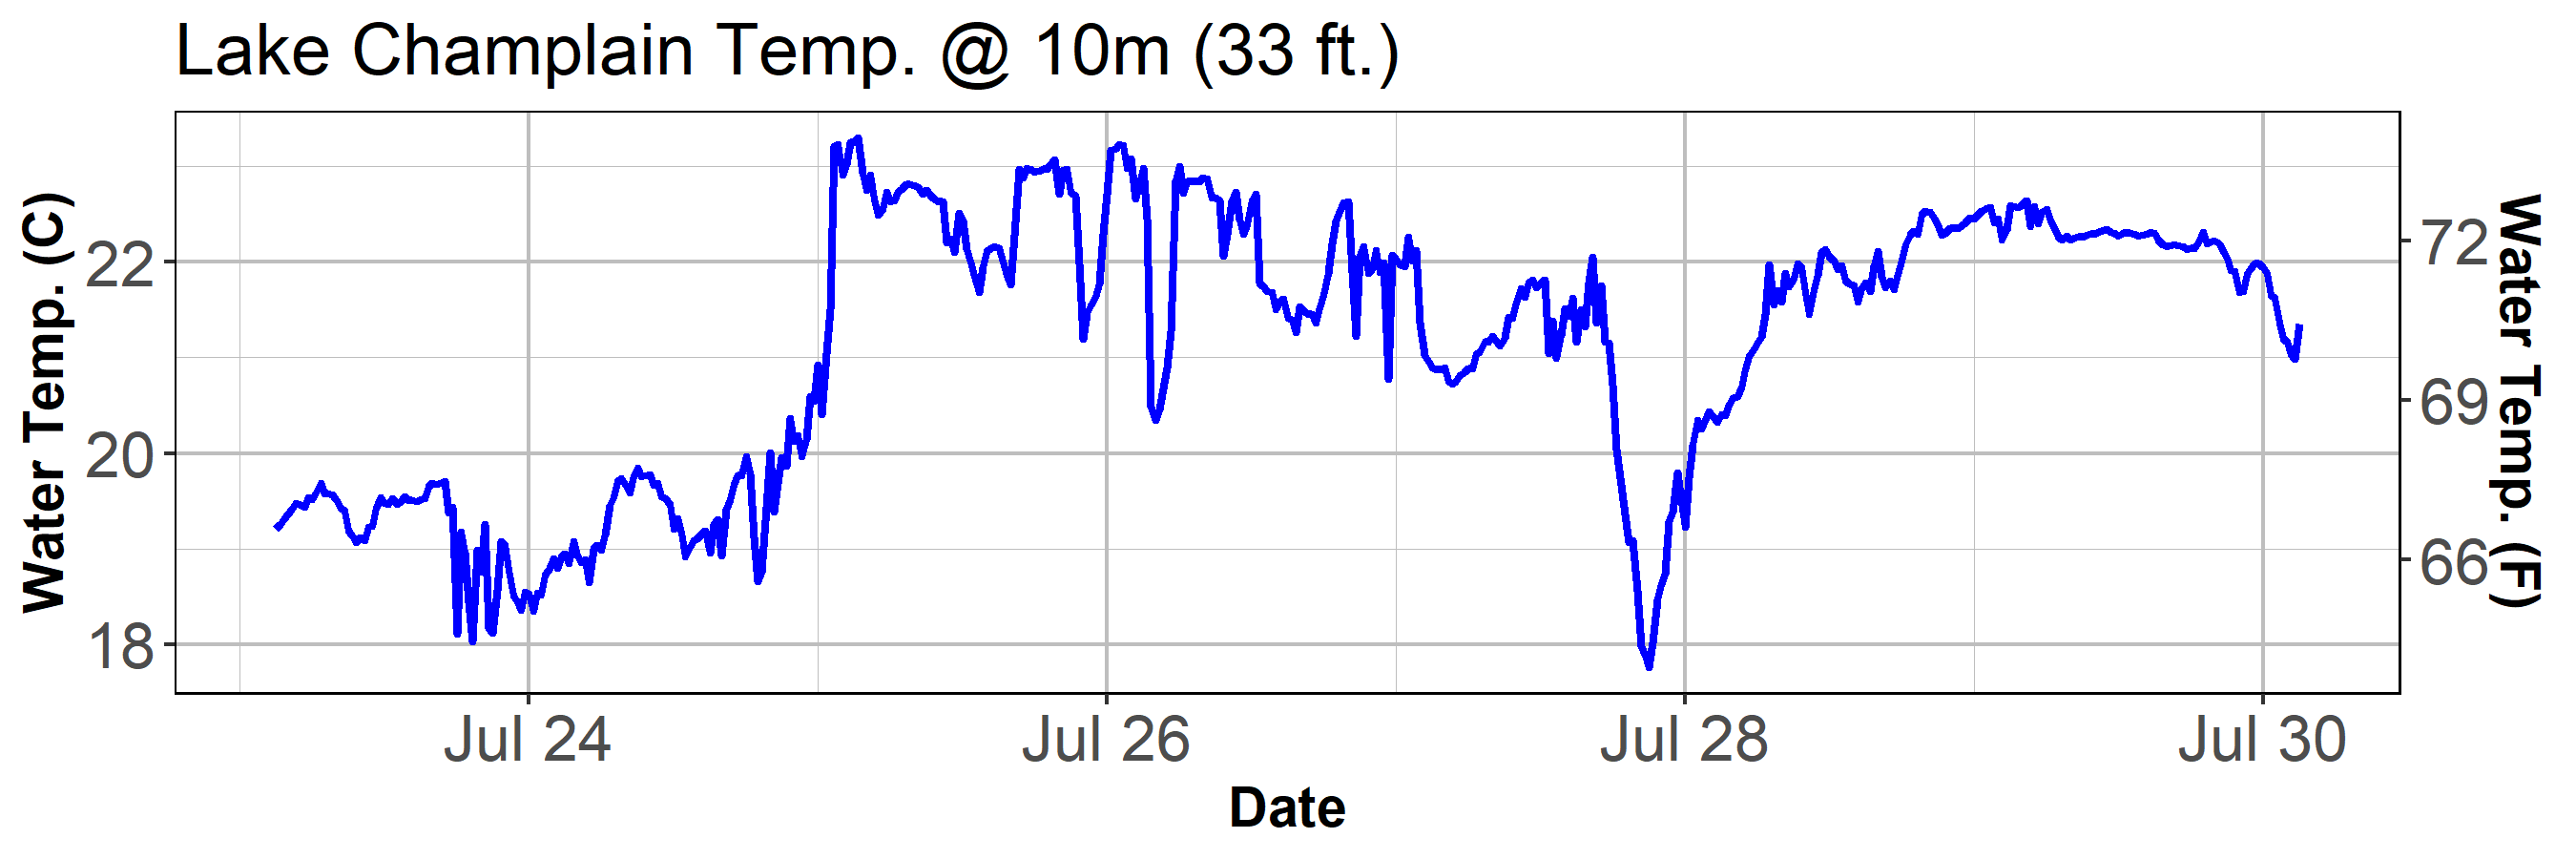 Lake Champlain Temp. @ 10m (33 ft.)
Water Temp. (C)
22
20
18
72
69
66
Water Temp. (F)
Jul 24 Jul 26 Jul 28 Jul 30
Date